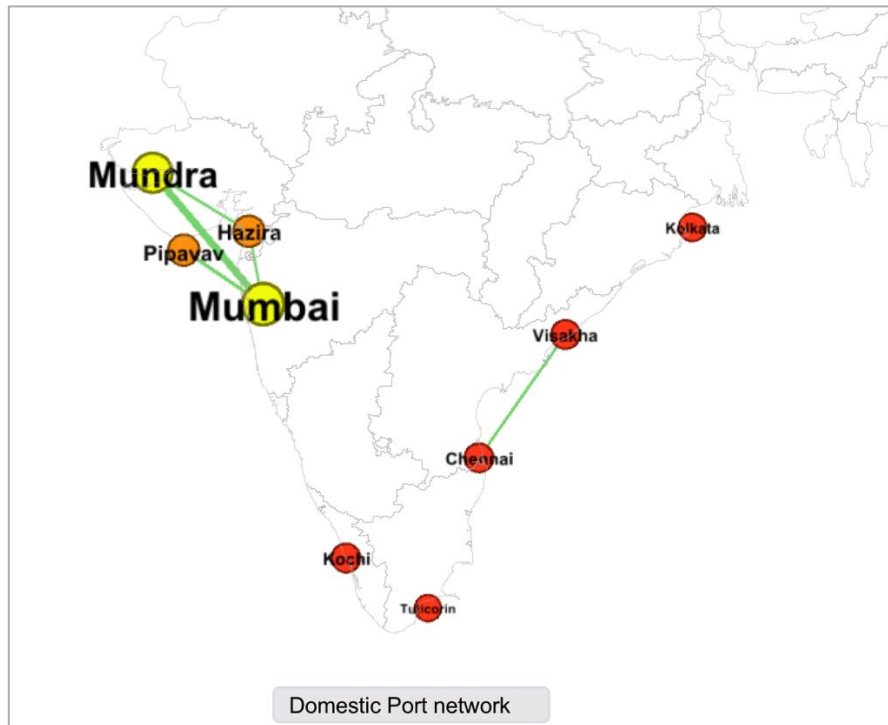 Mundra
Hazira
Pipavav
Mumbai
Kolkata
Visakha
Chennai
Kochi
Tuticorin
Domestic Port network